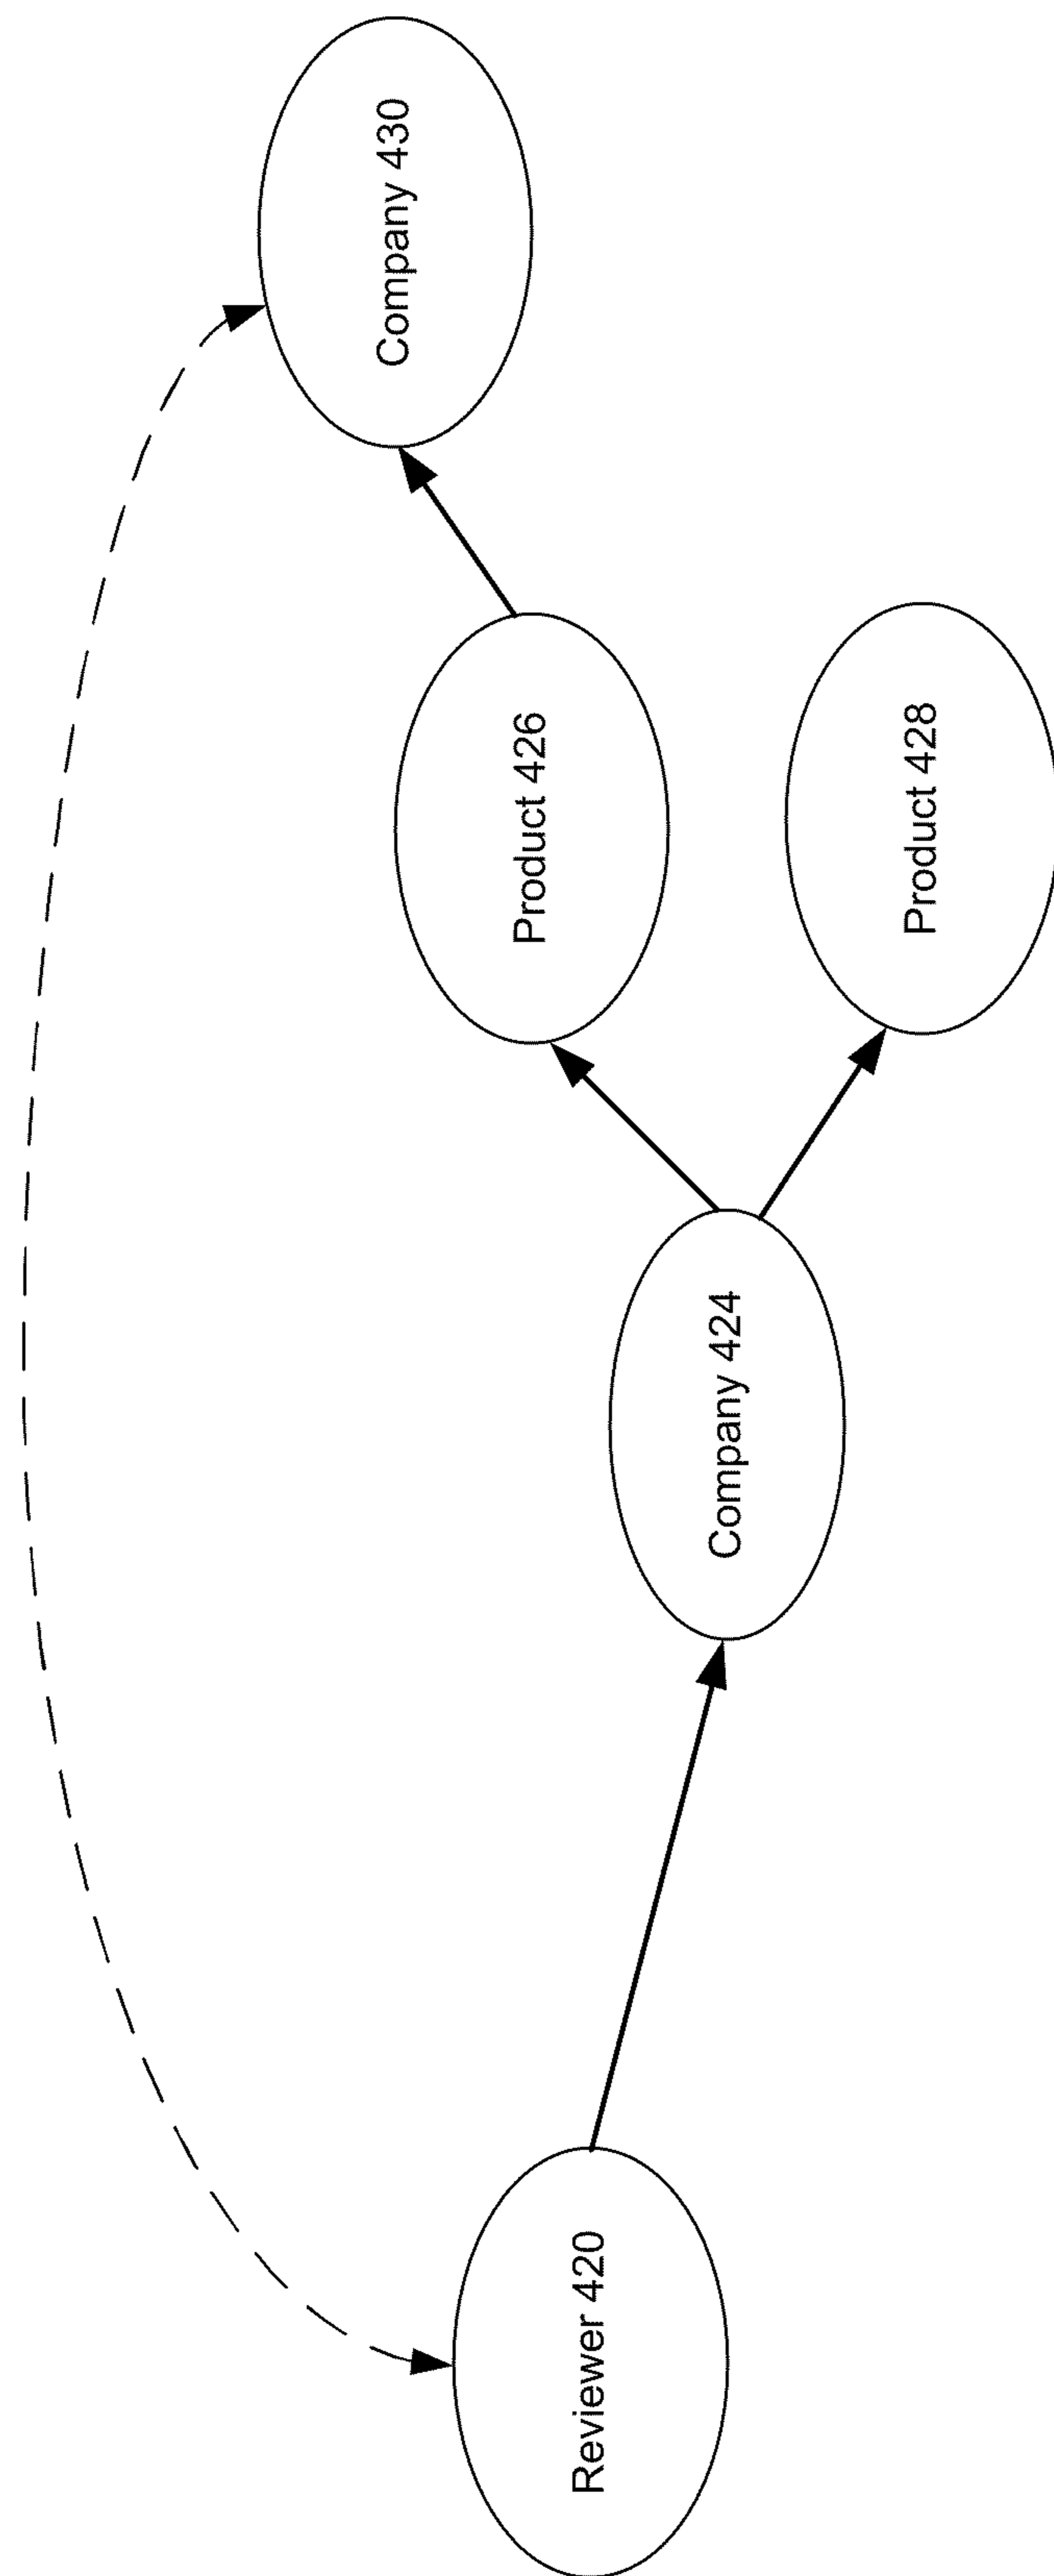 Reviewer 420
Company 424
Product 426
Product 428
Company 430